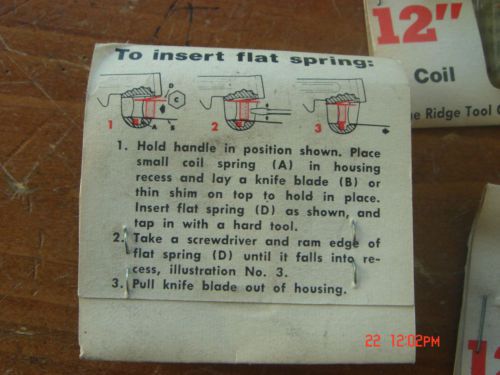 To insert flat spring:
D
C
A
B
1
2
3
1. Hold handle in position shown. Place
small coil spring (A) in housing
recess and lay a knife blade (B) or
thin shim on top to hold in place.
Insert flat spring (D) as shown, and
tap in with a hard tool.
2. Take a screwdriver and ram edge of
flat spring (D) until it falls into re-
cess, illustration No. 3.
3. Pull knife blade out of housing.
12"
Coil
Ridge Tool
22 12:02PM